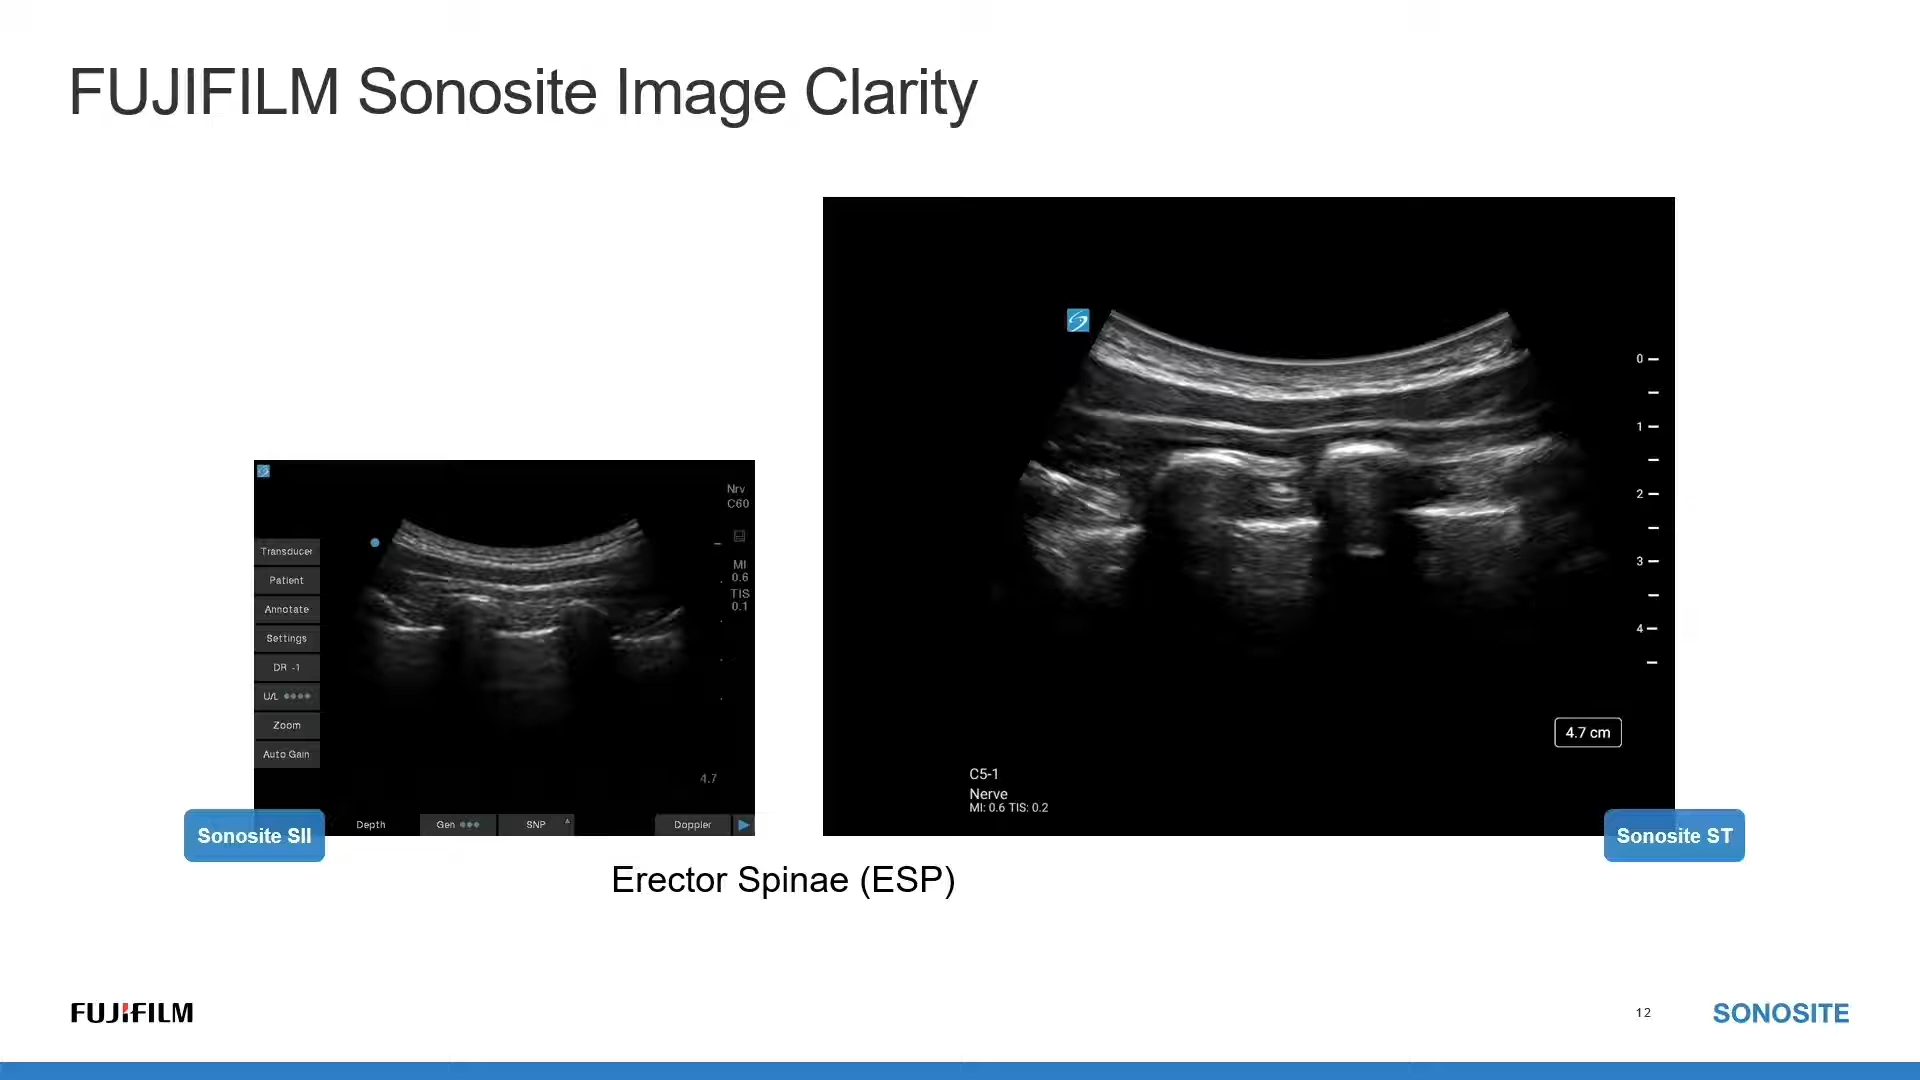 FUJIFILM Sonosite Image Clarity
Nrv
C60
MI
0.6
TIS
0.1
Transducer
Patient
Annotate
Settings
DR -1
U/L
Zoom
Auto Gain
4.7
Depth
Gen
SNP
Doppler
Sonosite SII
0
1
2
3
4
4.7 cm
C5-1
Nerve
MI: 0.6 TIS: 0.2
Sonosite ST
Erector Spinae (ESP)
FUJIFILM
12
SONOSITE